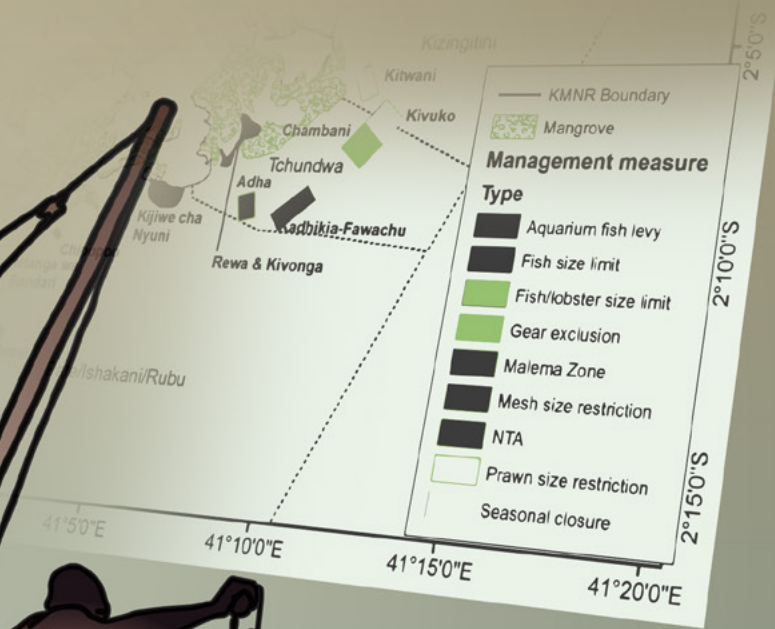 Kizingitini
Kitwani
Kivuko
Chambani
Tchundwa
Adha
Kadhikia-Fawachu
Kijiwe cha
Nyuni
Rewa & Kivonga
/Ishakani/Rubu
KMNR Boundary
Mangrove
Management measure
Type
Aquarium fish levy
Fish size limit
Fish/lobster size limit
Gear exclusion
Malema Zone
Mesh size restriction
NTA
Prawn size restriction
Seasonal closure
2°5'0"S
2°10'0"S
2°15'0"S
41°5'0"E
41°10'0"E
41°15'0"E
41°20'0"E